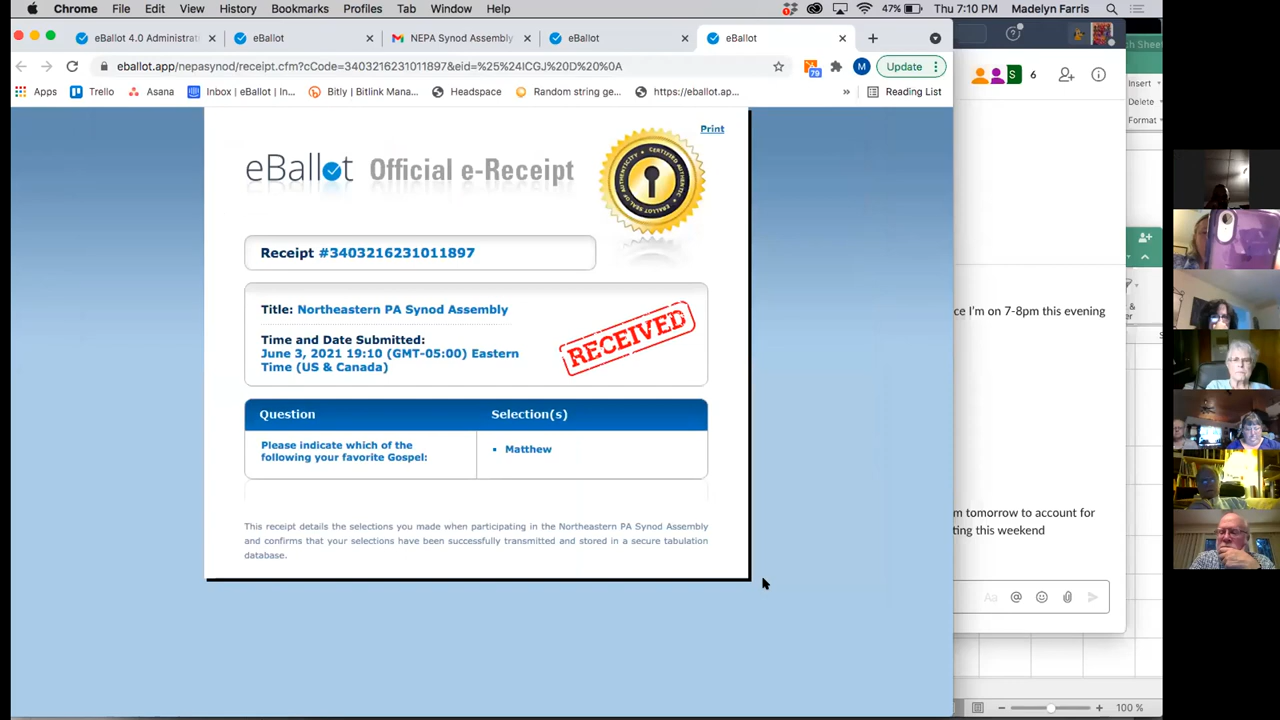 Chrome File Edit View History Bookmarks Profiles Tab Window Help 47% Thu 7:10 PM Madelyn Farris
eBallot 4.0 Administrat eBallot NEPA Synod Assembly eBallot eBallot
eballot.app/nepasynod/receipt.cfm?cCode=3403216231011897&eid=%25%24ICGJ%20D%20%0A 79 M Update
Apps Trello Asana Inbox | eBallot | In... Bitly | Bitlink Mana... Headspace Random string ge... https://eballot.ap... » Reading List
Print
eBallot Official e-Receipt
Receipt #3403216231011897
Title: Northeastern PA Synod Assembly
Time and Date Submitted:
June 3, 2021 19:10 (GMT-05:00) Eastern
Time (US & Canada)
RECEIVED
Question Selection(s)
Please indicate which of the
following your favorite Gospel:
Matthew
This receipt details the selections you made when participating in the Northeastern PA Synod Assembly
and confirms that your selections have been successfully transmitted and stored in a secure tabulation
database.
S 6
ce I'm on 7-8pm this evening
m tomorrow to account for
ting this weekend
Aa
th Sheet
Insert
Delete
Format
100 %